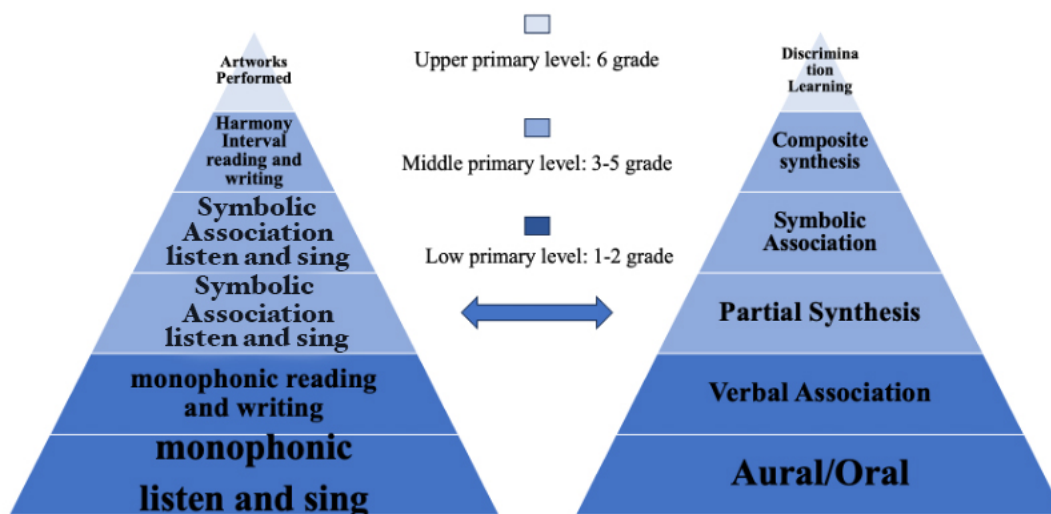 Artworks
Performed
Harmony
Interval
reading and
writing
Symbolic
Association
listen and sing
Symbolic
Association
listen and sing
monophonic reading
and writing
monophonic
listen and sing
Upper primary level: 6 grade
Middle primary level: 3-5 grade
Low primary level: 1-2 grade
Discrimina
tion
Learning
Composite
synthesis
Symbolic
Association
Partial Synthesis
Verbal Association
Aural/Oral